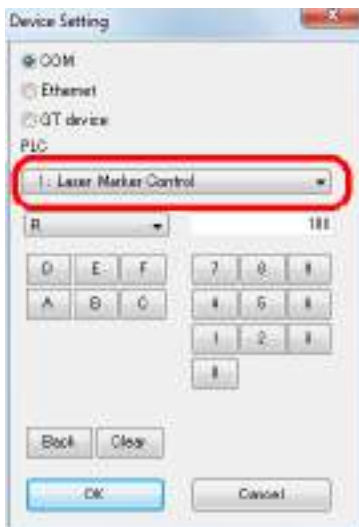 Device Setting
COM
Ethernet
GT device
PLC
1: Laser Marker Control
R
D E F 7 8
A B C 5
1 2
Back Clear
OK Cancel